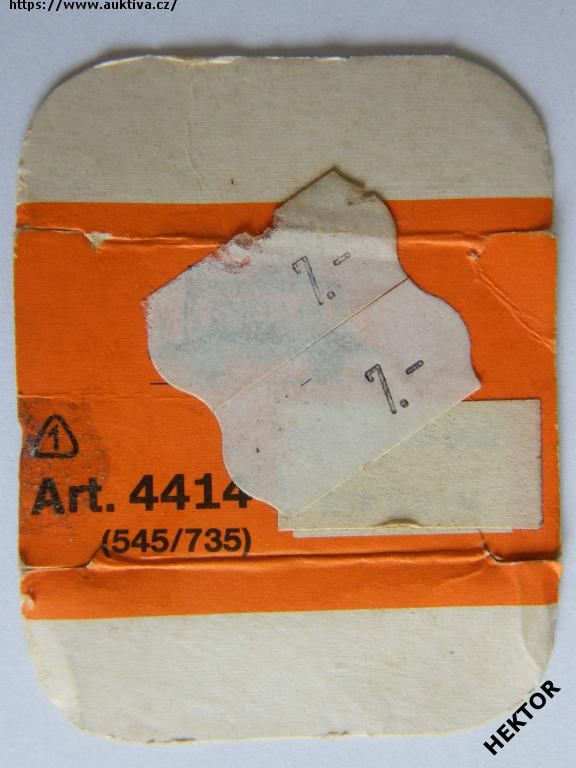 https://www.auktiva.cz/
7.-
7.-
1
Art. 4414
(545/735)
HEKTOR